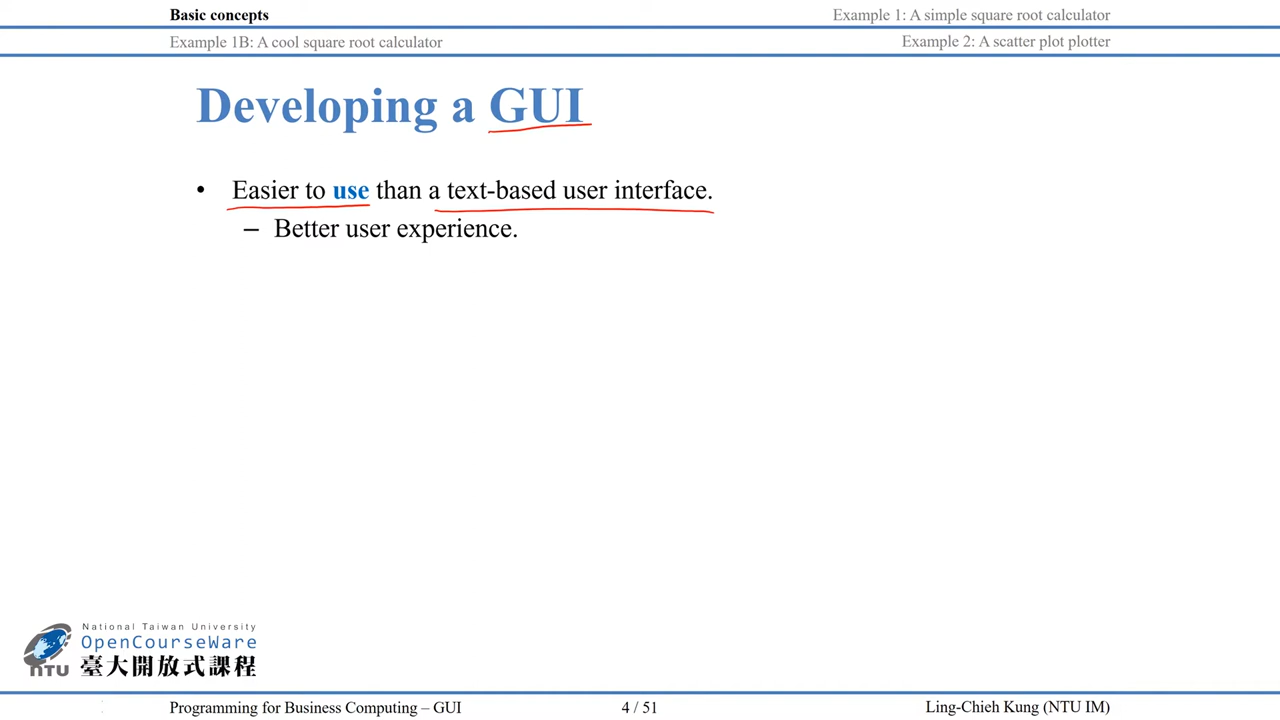 Basic concepts
Example 1: A simple square root calculator
Example 1B: A cool square root calculator
Example 2: A scatter plot plotter
Developing a GUI
• Easier to use than a text-based user interface.
– Better user experience.
National Taiwan University
OpenCourseWare
NTU 臺大開放式課程
Programming for Business Computing – GUI
4 / 51
Ling-Chieh Kung (NTU IM)